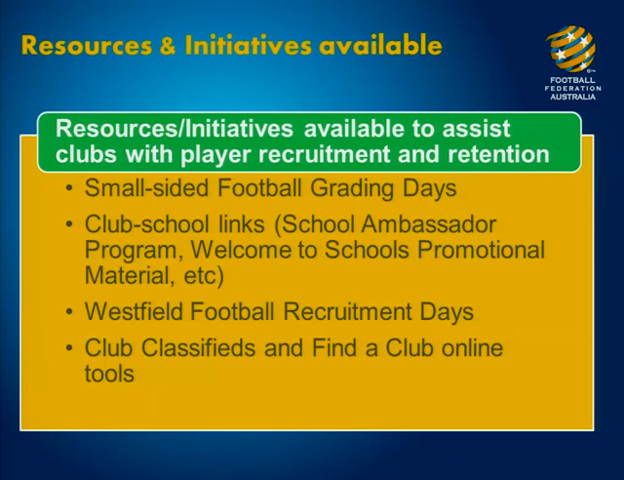 Resources & Initiatives available
FOOTBALL
FEDERATION
AUSTRALIA
Resources/Initiatives available to assist
clubs with player recruitment and retention
• Small-sided Football Grading Days
• Club-school links (School Ambassador
Program, Welcome to Schools Promotional
Material, etc)
• Westfield Football Recruitment Days
• Club Classifieds and Find a Club online
tools